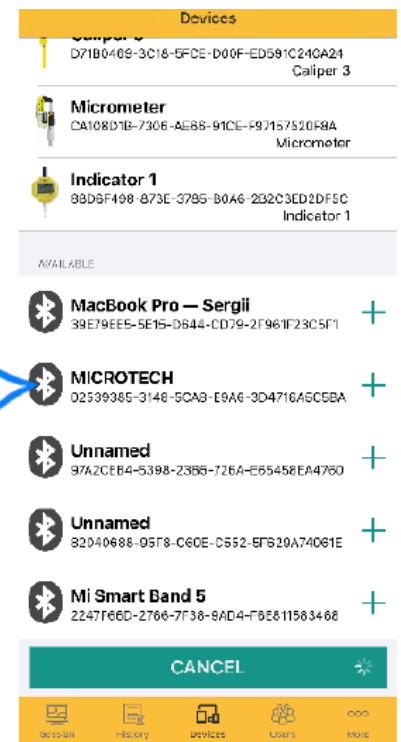 Devices
Caliper 3
D71B0469-3C18-5FCE-D00F-ED591C240A24
Caliper 3
Micrometer
CA108D1B-7306-AE66-91CE-F97157520F8A
Micrometer
Indicator 1
88D6F498-873E-3785-B0A6-2B2C3ED2DF5C
Indicator 1
AVAILABLE
MacBook Pro — Sergii
39E79EE5-5E15-D644-CD79-2F961F23C5F1
MICROTECH
02539385-3148-5CAB-E9A6-3D4716A5C5BA
Unnamed
97A2CEB4-5398-23B6-726A-E65458EA4760
Unnamed
82040688-95F8-C60E-C552-5F629A74061E
Mi Smart Band 5
2247F66D-2766-7F38-9AD4-F6E811583468
CANCEL
Session
History
Devices
Users
More